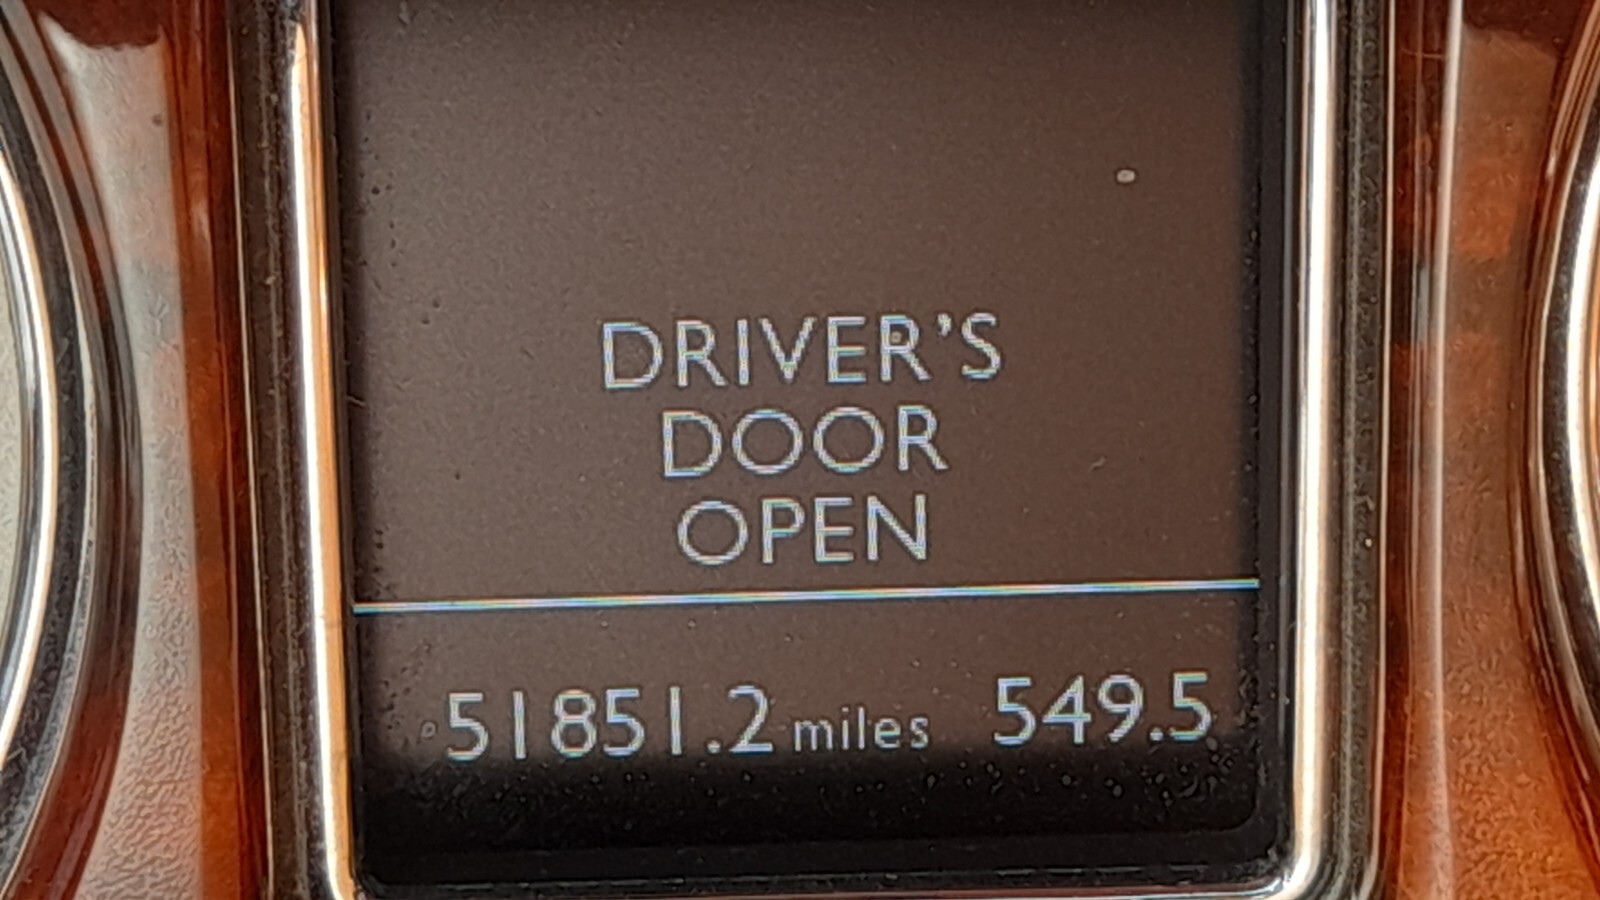 DRIVER'S
DOOR
OPEN
51851.2 miles 549.5